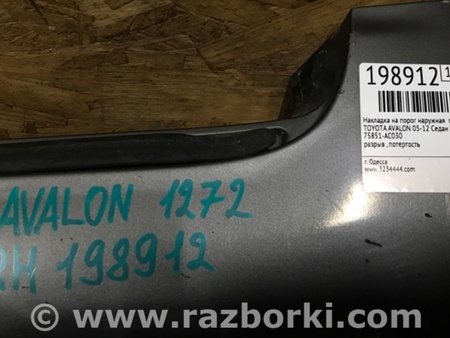 198912
Накладка на порог наружная
TOYOTA AVALON 05-12 Седан
75851-AC030
разрыв ,потертость
г. Одесса
www.3234444.com
AVALON 1272
RH 198912
www.razborki.com